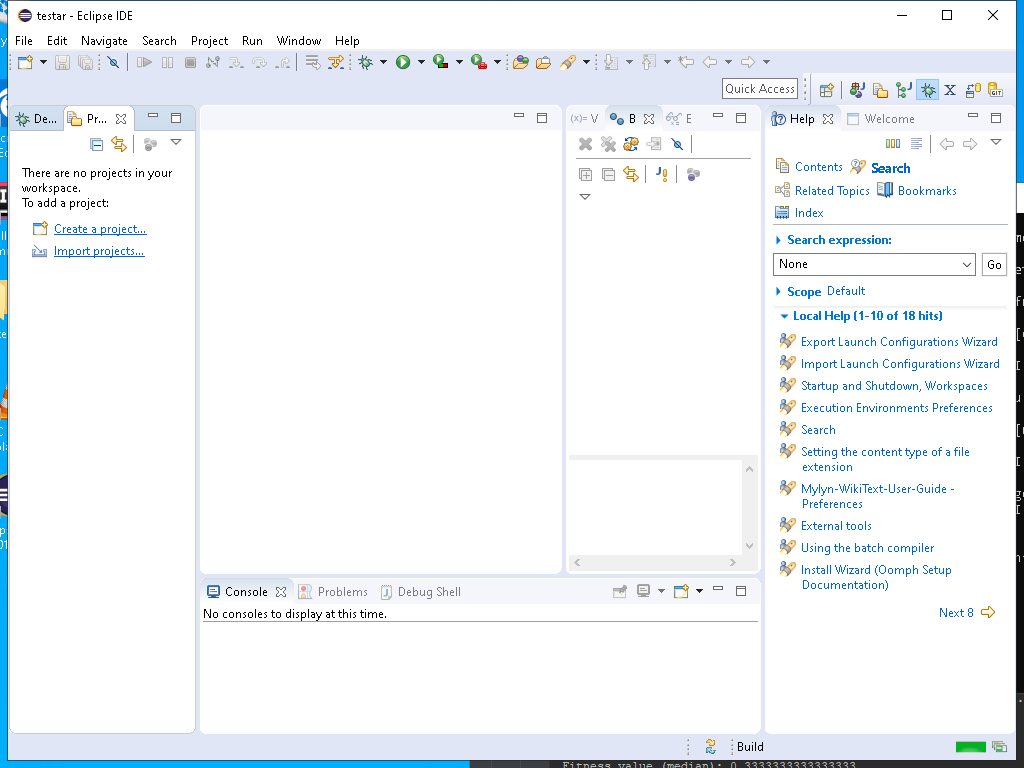 testar - Eclipse IDE
File Edit Navigate Search Project Run Window Help
Quick Access
De... Pr...
There are no projects in your
workspace.
To add a project:
Create a project...
Import projects...
(x)= V B E
J!
Help Welcome
Contents Search
Related Topics Bookmarks
Index
Search expression:
None Go
Scope Default
Local Help (1-10 of 18 hits)
Export Launch Configurations Wizard
Import Launch Configurations Wizard
Startup and Shutdown, Workspaces
Execution Environments Preferences
Search
Setting the content type of a file
extension
Mylyn-WikiText-User-Guide -
Preferences
External tools
Using the batch compiler
Install Wizard (Oomph Setup
Documentation)
Next 8
Console Problems Debug Shell
No consoles to display at this time.
Build
Fitness value (median): 0.3333333333333333